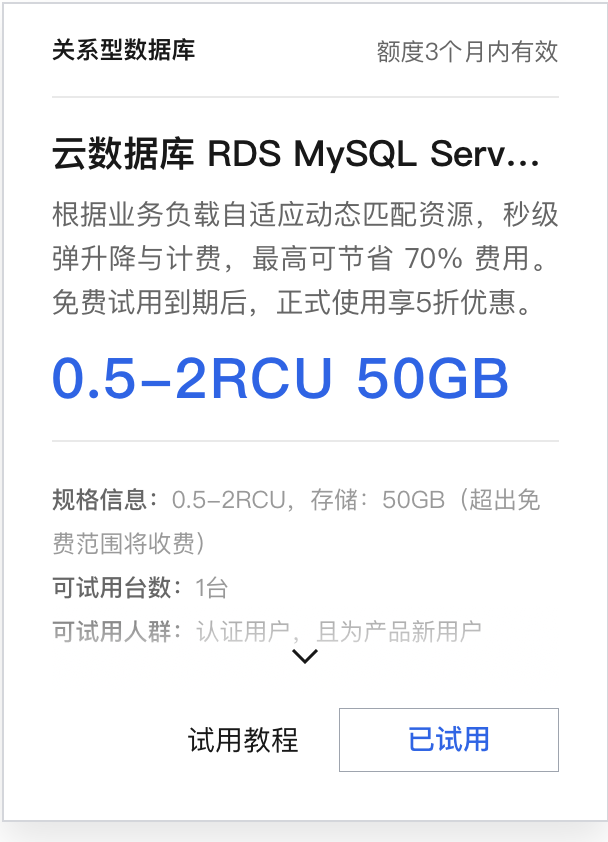 关系型数据库
额度3个月内有效
云数据库 RDS MySQL Serv...
根据业务负载自适应动态匹配资源，秒级
弹升降与计费，最高可节省 70% 费用。
免费试用到期后，正式使用享5折优惠。
0.5-2RCU 50GB
规格信息：0.5-2RCU，存储：50GB（超出免
费范围将收费）
可试用台数：1台
可试用人群：认证用户，且为产品新用户
试用教程
已试用